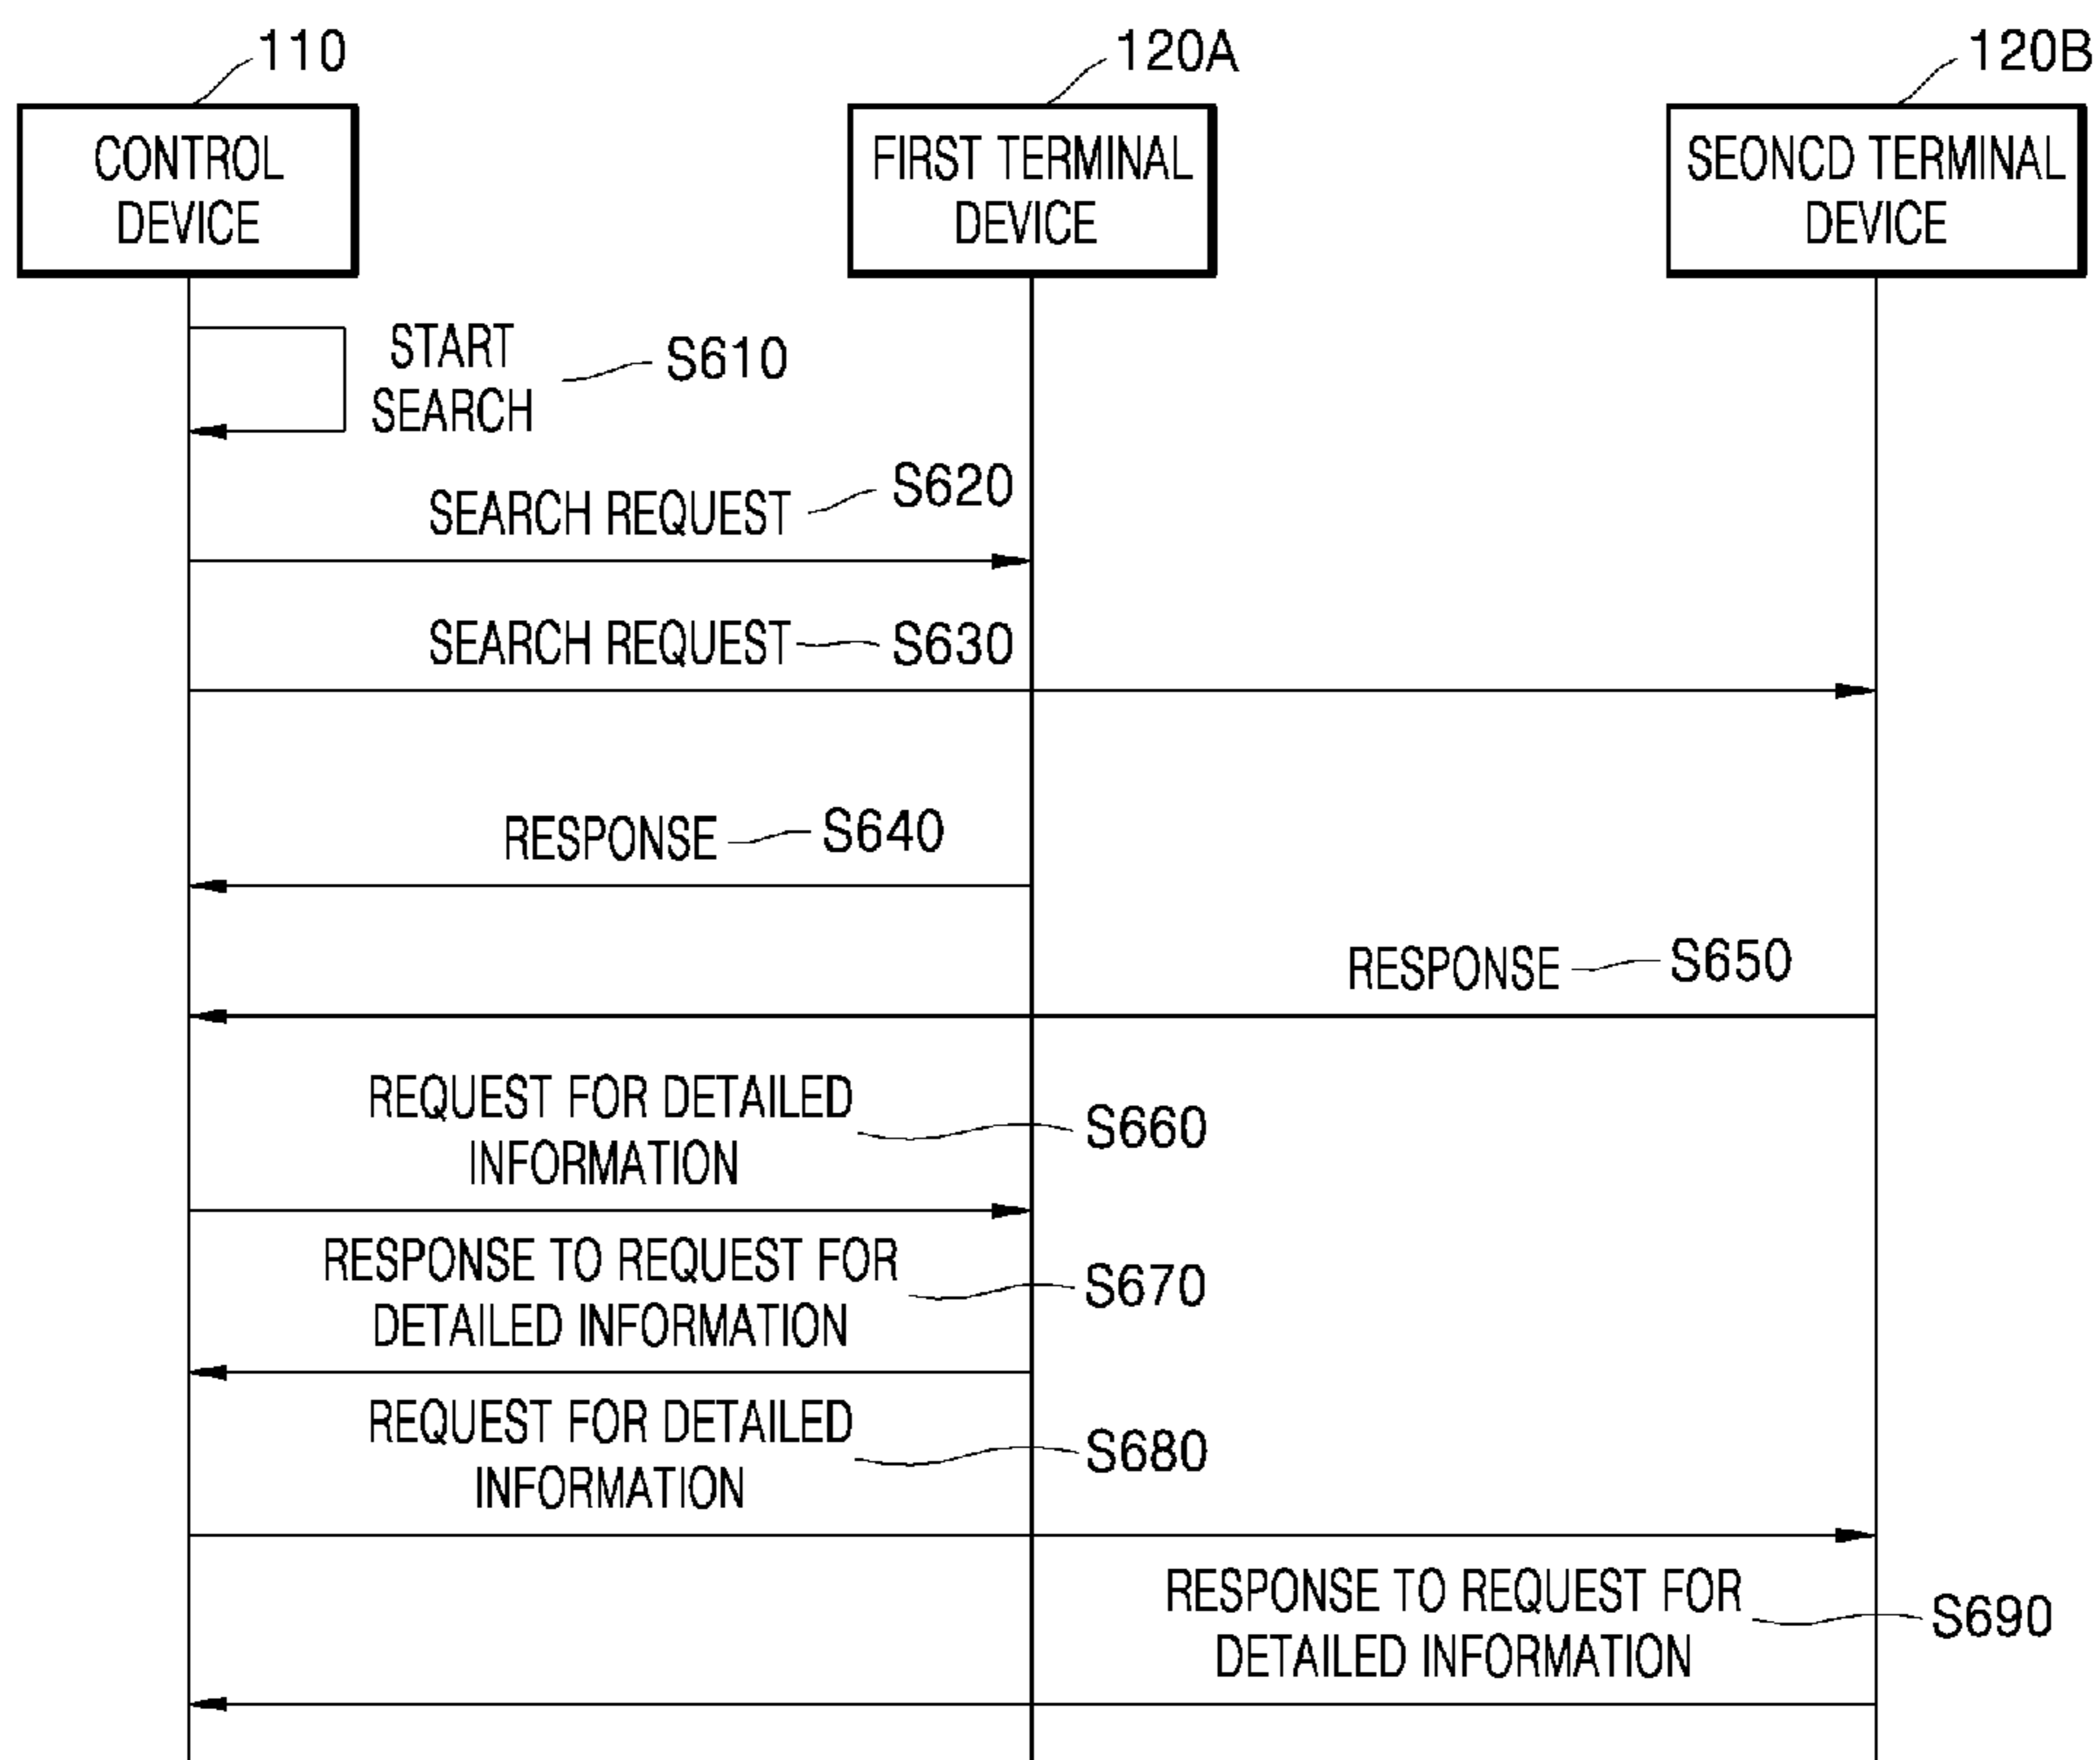 110
120A
120B
CONTROL
DEVICE
FIRST TERMINAL
DEVICE
SEONCD TERMINAL
DEVICE
START
SEARCH
S610
SEARCH REQUEST
S620
SEARCH REQUEST
S630
RESPONSE
S640
RESPONSE
S650
REQUEST FOR DETAILED
INFORMATION
S660
RESPONSE TO REQUEST FOR
DETAILED INFORMATION
S670
REQUEST FOR DETAILED
INFORMATION
S680
RESPONSE TO REQUEST FOR
DETAILED INFORMATION
S690